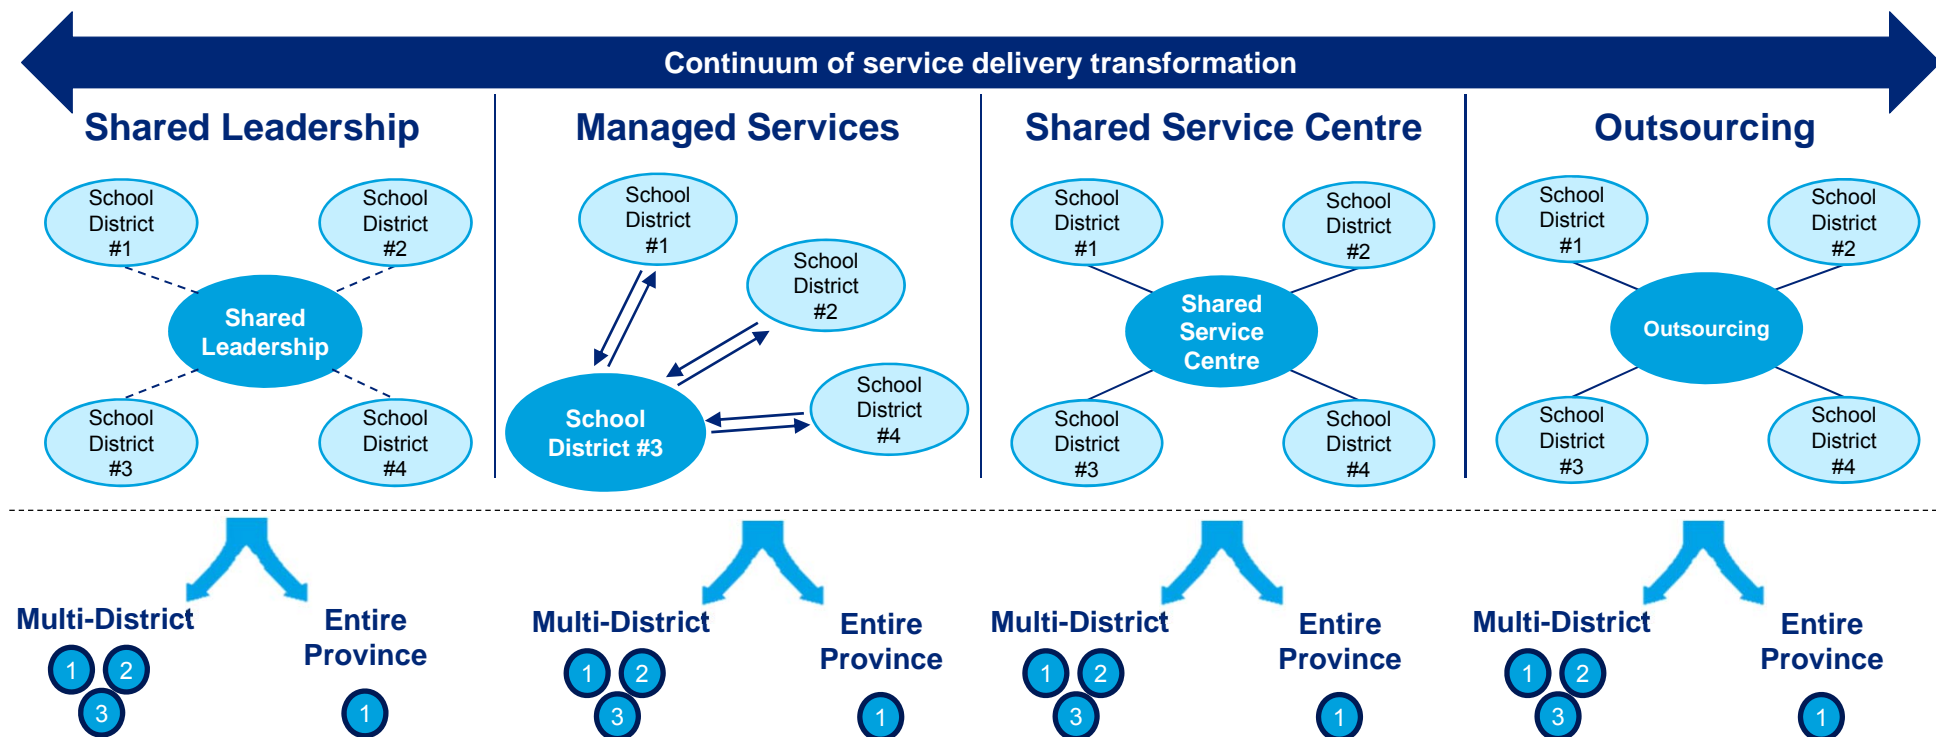 Continuum of service delivery transformation
Shared Leadership
School
District
#1
School
District
#2
Shared
Leadership
School
District
#3
School
District
#4
Managed Services
School
District
#1
School
District
#2
School
District #3
School
District
#4
Shared Service Centre
School
District
#1
School
District
#2
Shared
Service
Centre
School
District
#3
School
District
#4
Outsourcing
School
District
#1
School
District
#2
Outsourcing
School
District
#3
School
District
#4
Multi-District
1 2
3
Entire
Province
1
Multi-District
1 2
3
Entire
Province
1
Multi-District
1 2
3
Entire
Province
1
Multi-District
1 2
3
Entire
Province
1